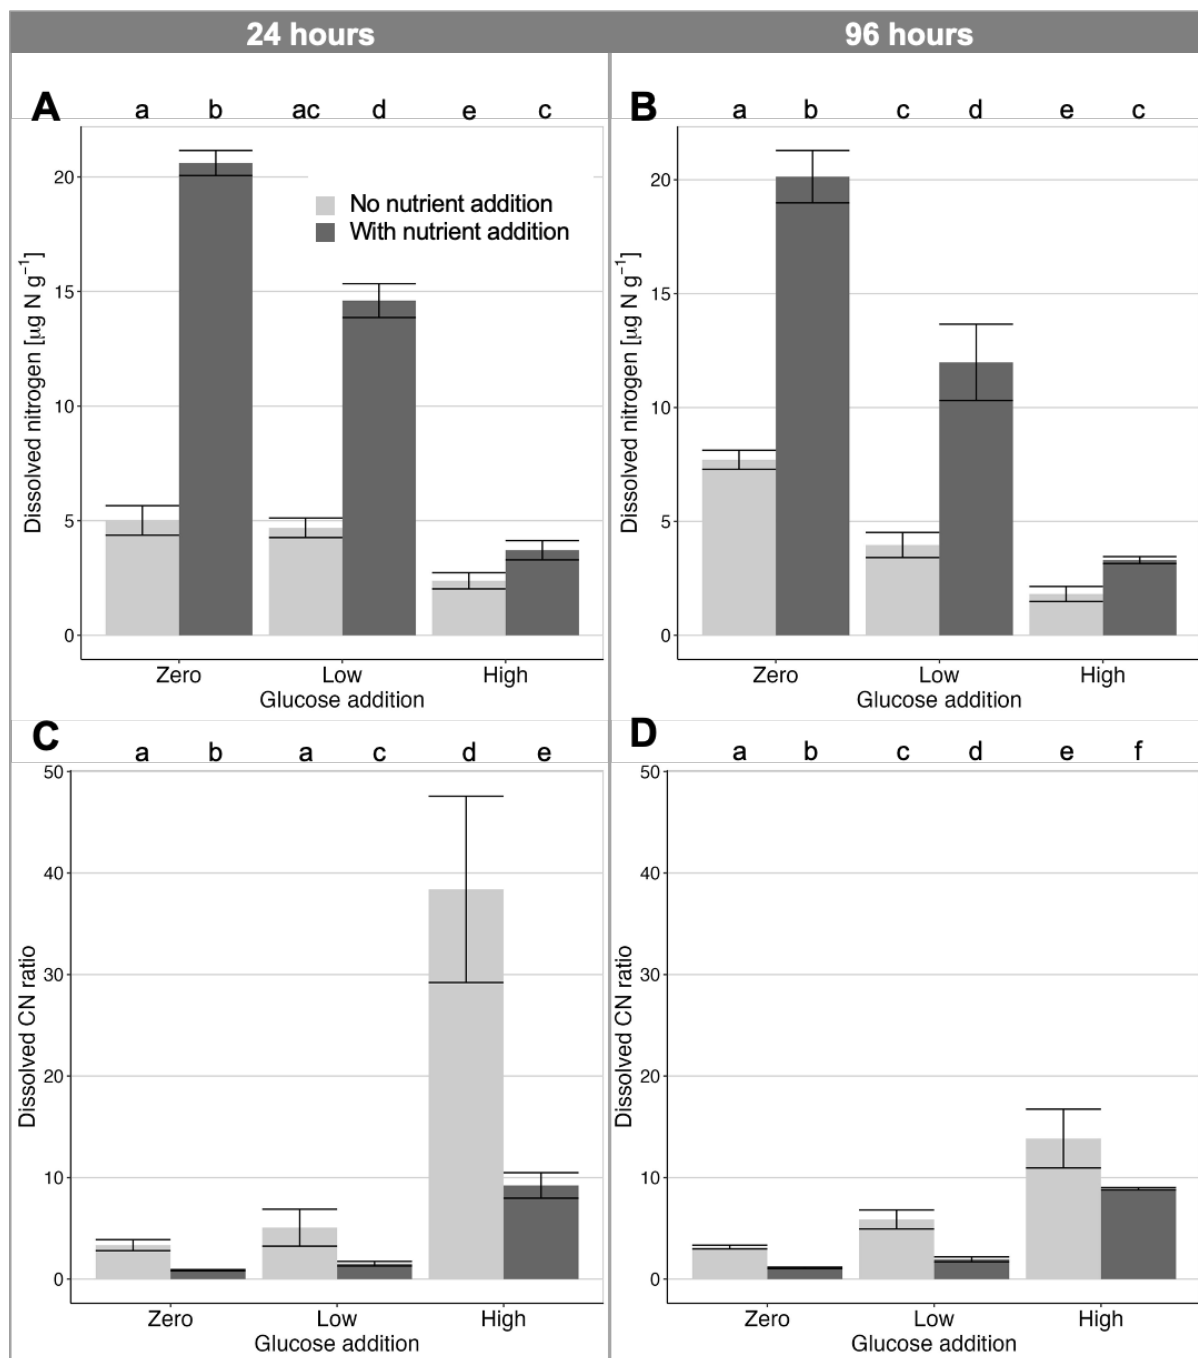 24 hours 96 hours
A B
a b ac d e c
a b c d e c
No nutrient addition
With nutrient addition
Dissolved nitrogen [μg N g−1]
20
15
10
5
0
Zero Low High
Glucose addition
Dissolved nitrogen [μg N g−1]
20
15
10
5
0
Zero Low High
Glucose addition
C
a b a c d e
Dissolved CN ratio
50
40
30
20
10
0
Zero Low High
Glucose addition
D
a b c d e f
Dissolved CN ratio
50
40
30
20
10
0
Zero Low High
Glucose addition